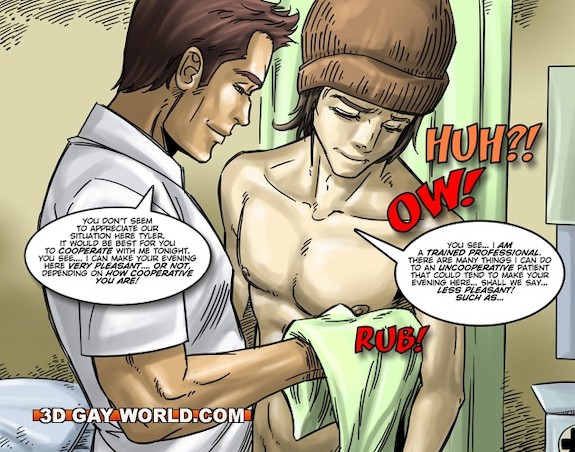 YOU DON'T SEEM
TO APPRECIATE OUR
SITUATION HERE TYLER.
IT WOULD BE BEST FOR YOU
TO COOPERATE WITH ME TONIGHT.
YOU SEE.... I CAN MAKE YOUR EVENING
HERE VERY PLEASANT.... OR NOT,
DEPENDING ON HOW COOPERATIVE
YOU ARE!
HUH?!
OW!
YOU SEE... I AM
A TRAINED PROFESSIONAL.
THERE ARE MANY THINGS I CAN DO
TO AN UNCOOPERATIVE PATIENT
THAT COULD TEND TO MAKE YOUR
EVENING HERE... SHALL WE SAY...
LESS PLEASANT!
SUCH AS...
RUB!
3D GAY WORLD.COM